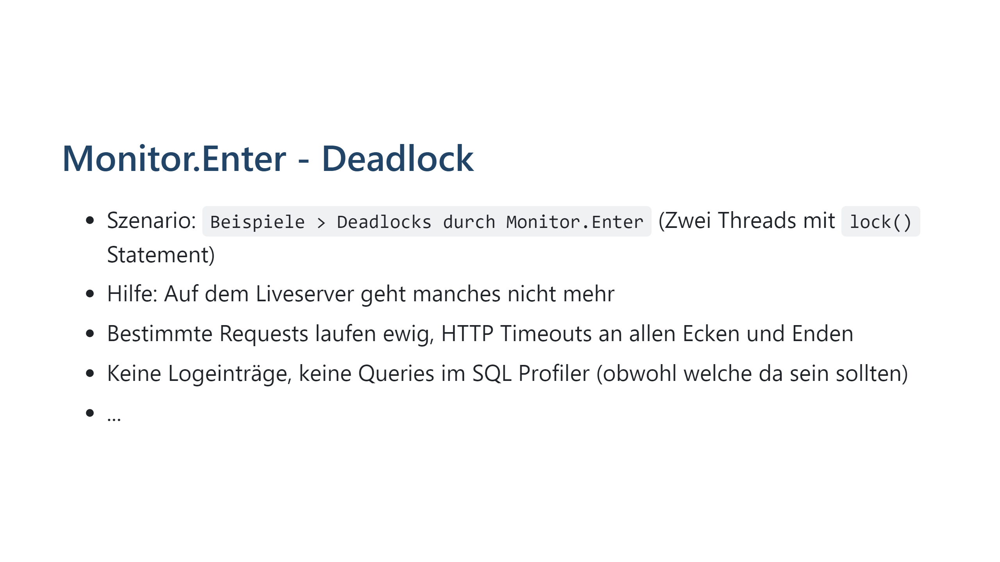 Monitor.Enter - Deadlock
• Szenario: Beispiele > Deadlocks durch Monitor.Enter (Zwei Threads mit lock()
Statement)
• Hilfe: Auf dem Liveserver geht manches nicht mehr
• Bestimmte Requests laufen ewig, HTTP Timeouts an allen Ecken und Enden
• Keine Logeinträge, keine Queries im SQL Profiler (obwohl welche da sein sollten)
• ...